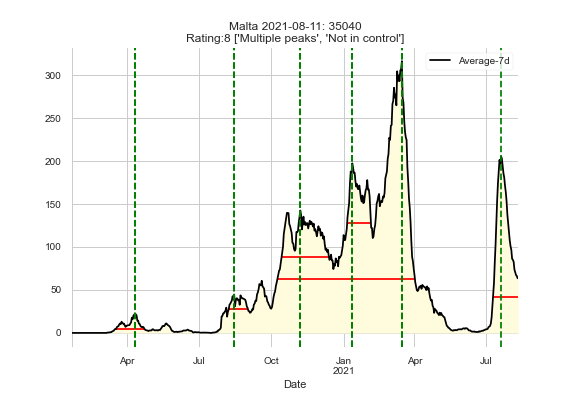 Malta 2021-08-11: 35040
Rating:8 ['Multiple peaks', 'Not in control']
Average-7d
300
250
200
150
100
50
0
Apr
Jul
Oct
Jan
2021
Apr
Jul
Date